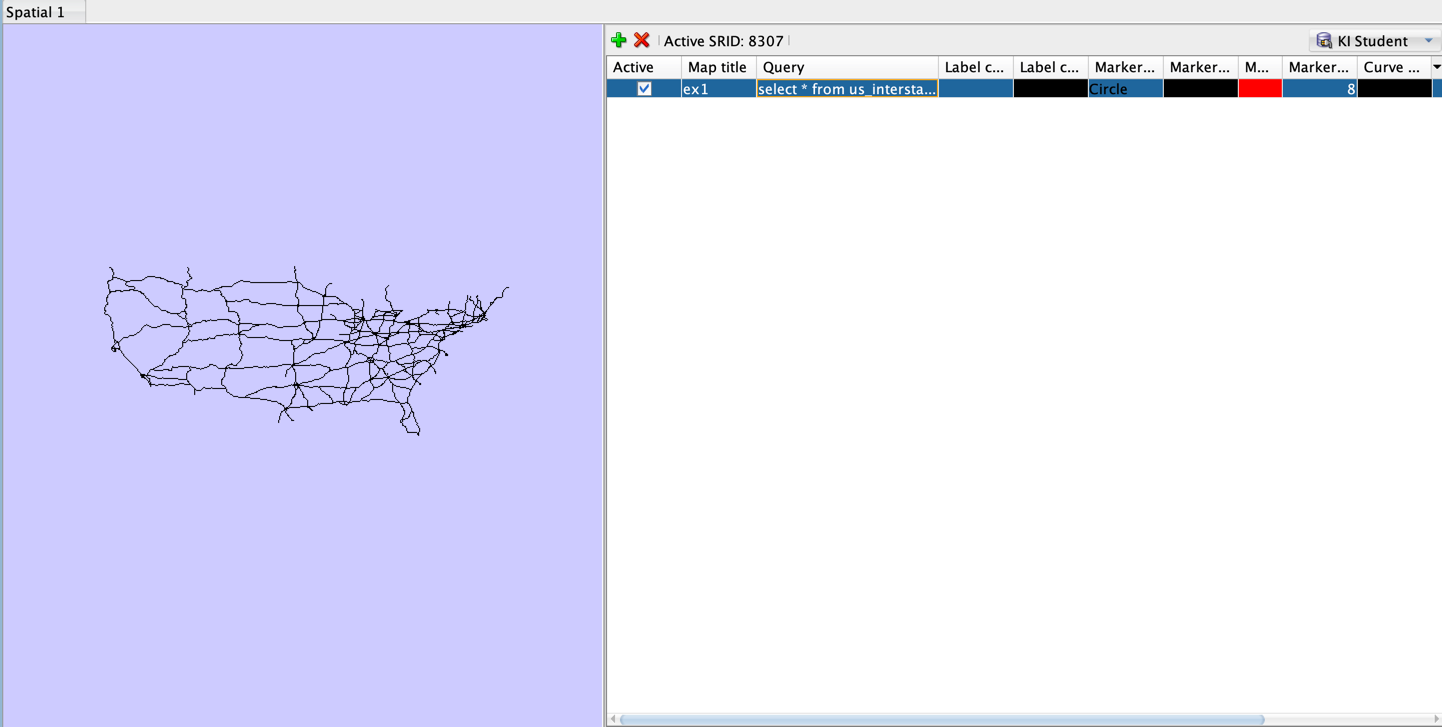 Spatial 1
Active SRID: 8307
KI Student
Active Map title Query Label c... Label c... Marker... Marker... M... Marker... Curve ...
ex1 select * from us_intersta... Circle 8